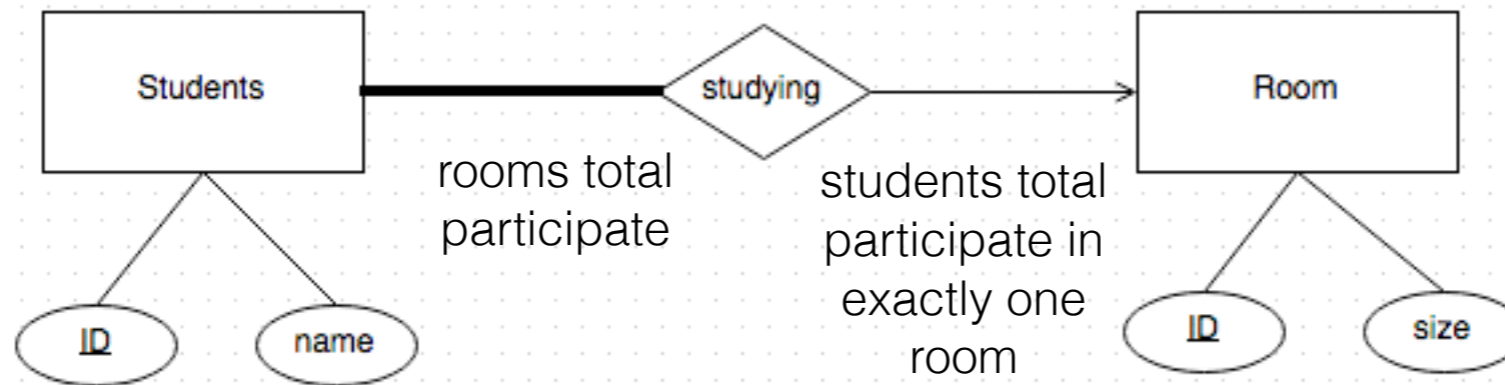 Students
studying
Room
rooms total
participate
students total
participate in
exactly one
room
ID
name
ID
size